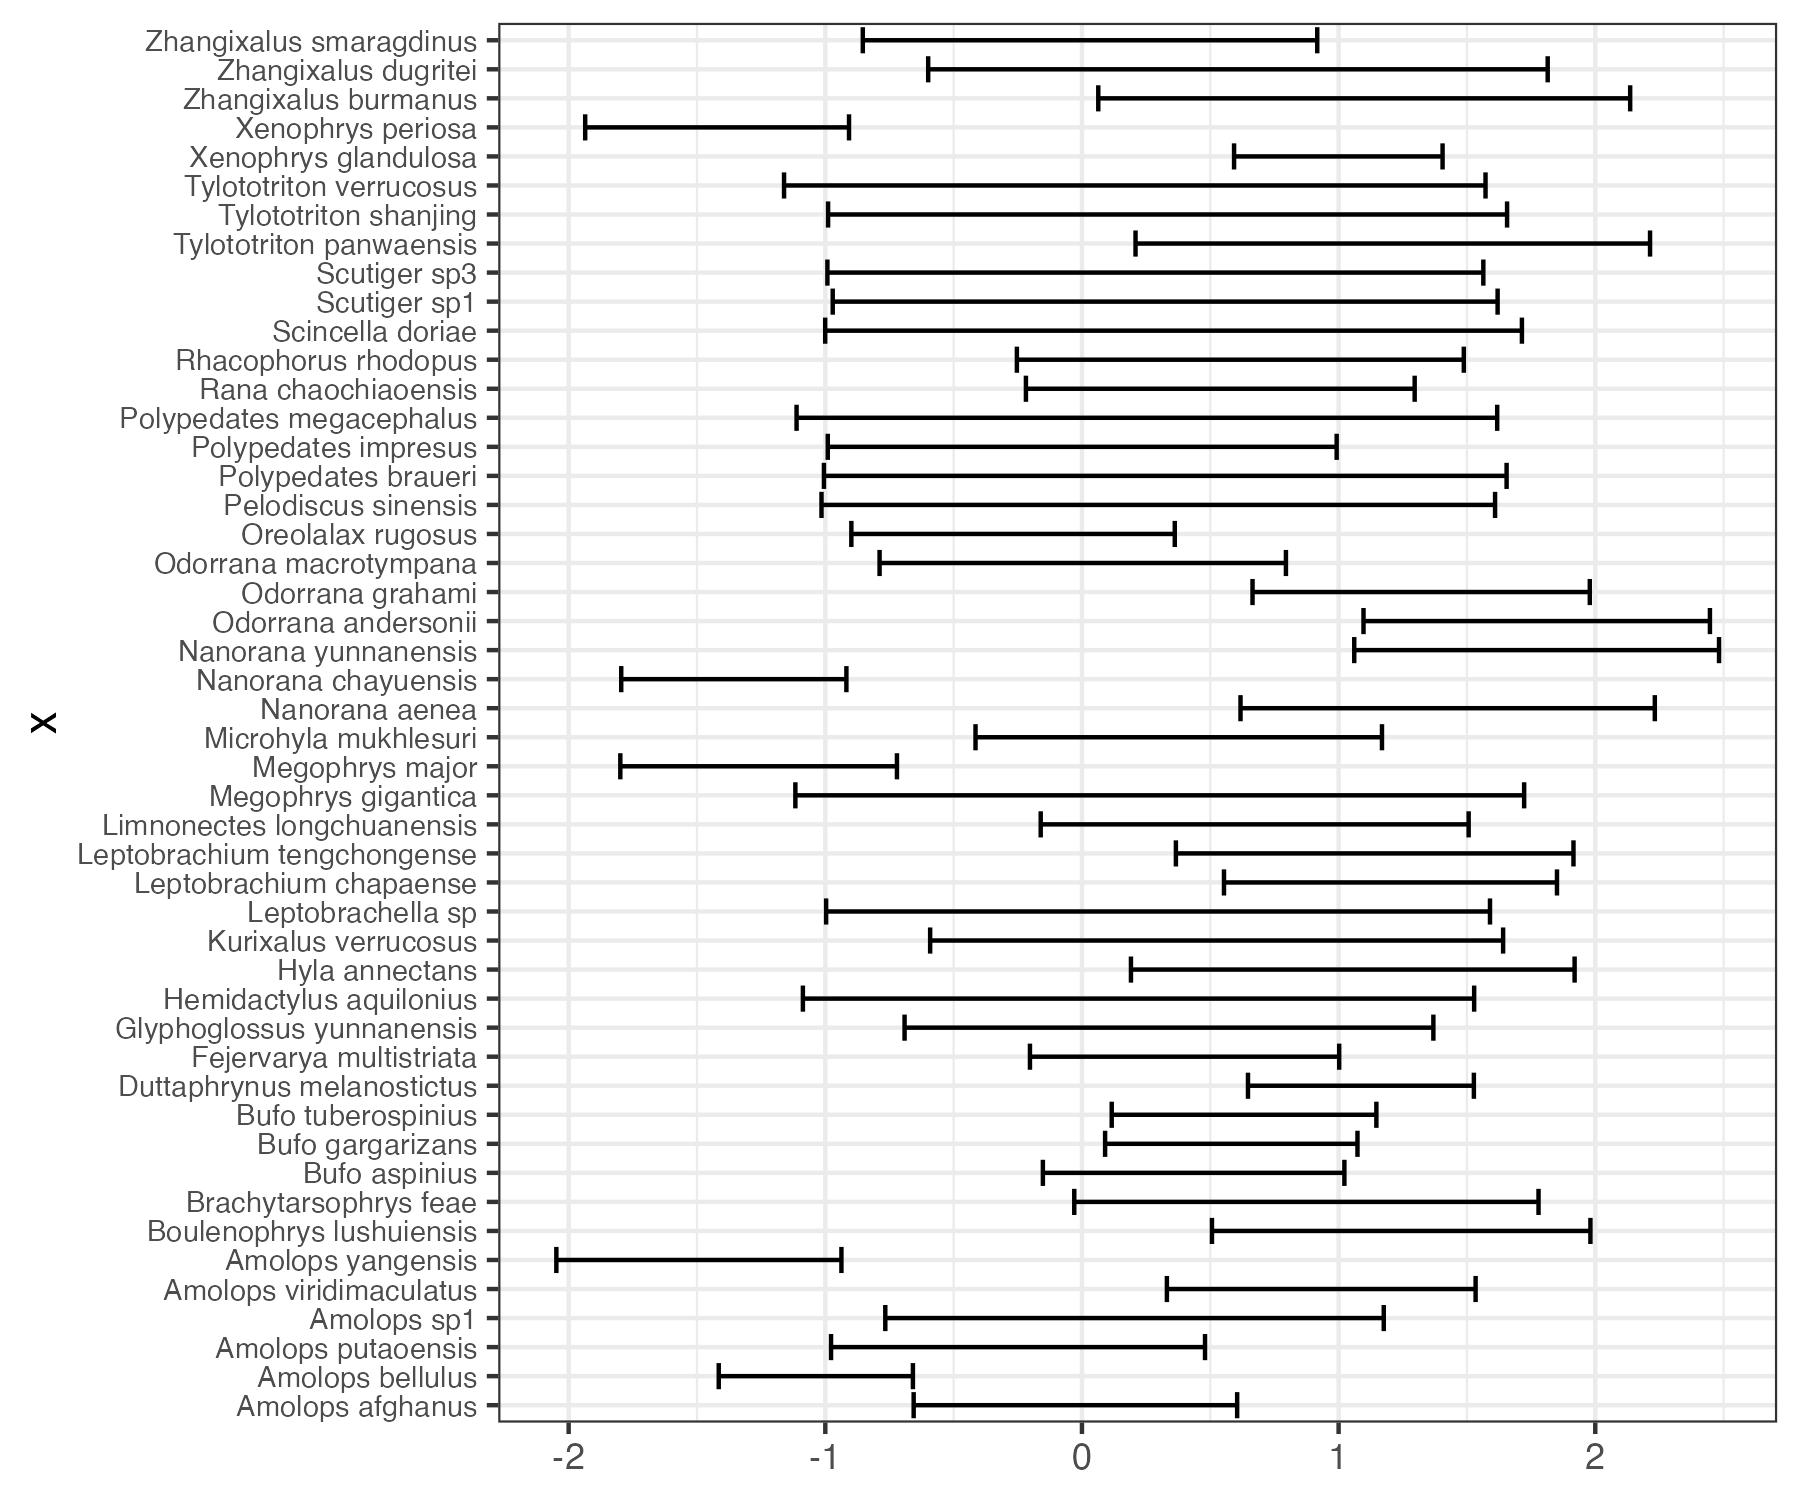 Zhangixalus smaragdinus
Zhangixalus dugritei
Zhangixalus burmanus
Xenophrys periosa
Xenophrys glandulosa
Tylototriton verrucosus
Tylototriton shanjing
Tylototriton panwaensis
Scutiger sp3
Scutiger sp1
Scincella doriae
Rhacophorus rhodopus
Rana chaochiaoensis
Polypedates megacephalus
Polypedates impresus
Polypedates braueri
Pelodiscus sinensis
Oreolalax rugosus
Odorrana macrotympana
Odorrana grahami
Odorrana andersonii
Nanorana yunnanensis
Nanorana chayuensis
Nanorana aenea
Microhyla mukhlesuri
Megophrys major
Megophrys gigantica
Limnonectes longchuanensis
Leptobrachium tengchongense
Leptobrachium chapaense
Leptobrachella sp
Kurixalus verrucosus
Hyla annectans
Hemidactylus aquilonius
Glyphoglossus yunnanensis
Fejervarya multistriata
Duttaphrynus melanostictus
Bufo tuberospinius
Bufo gargarizans
Bufo aspinius
Brachytarsophrys feae
Boulenophrys lushuiensis
Amolops yangensis
Amolops viridimaculatus
Amolops sp1
Amolops putaoensis
Amolops bellulus
Amolops afghanus
x
-2 -1 0 1 2